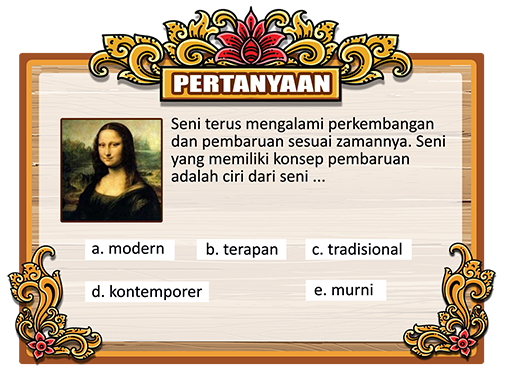 PERTANYAAN
Seni terus mengalami perkembangan
dan pembaruan sesuai zamannya. Seni
yang memiliki konsep pembaruan
adalah ciri dari seni ...
a. modern
b. terapan
c. tradisional
d. kontemporer
e. murni